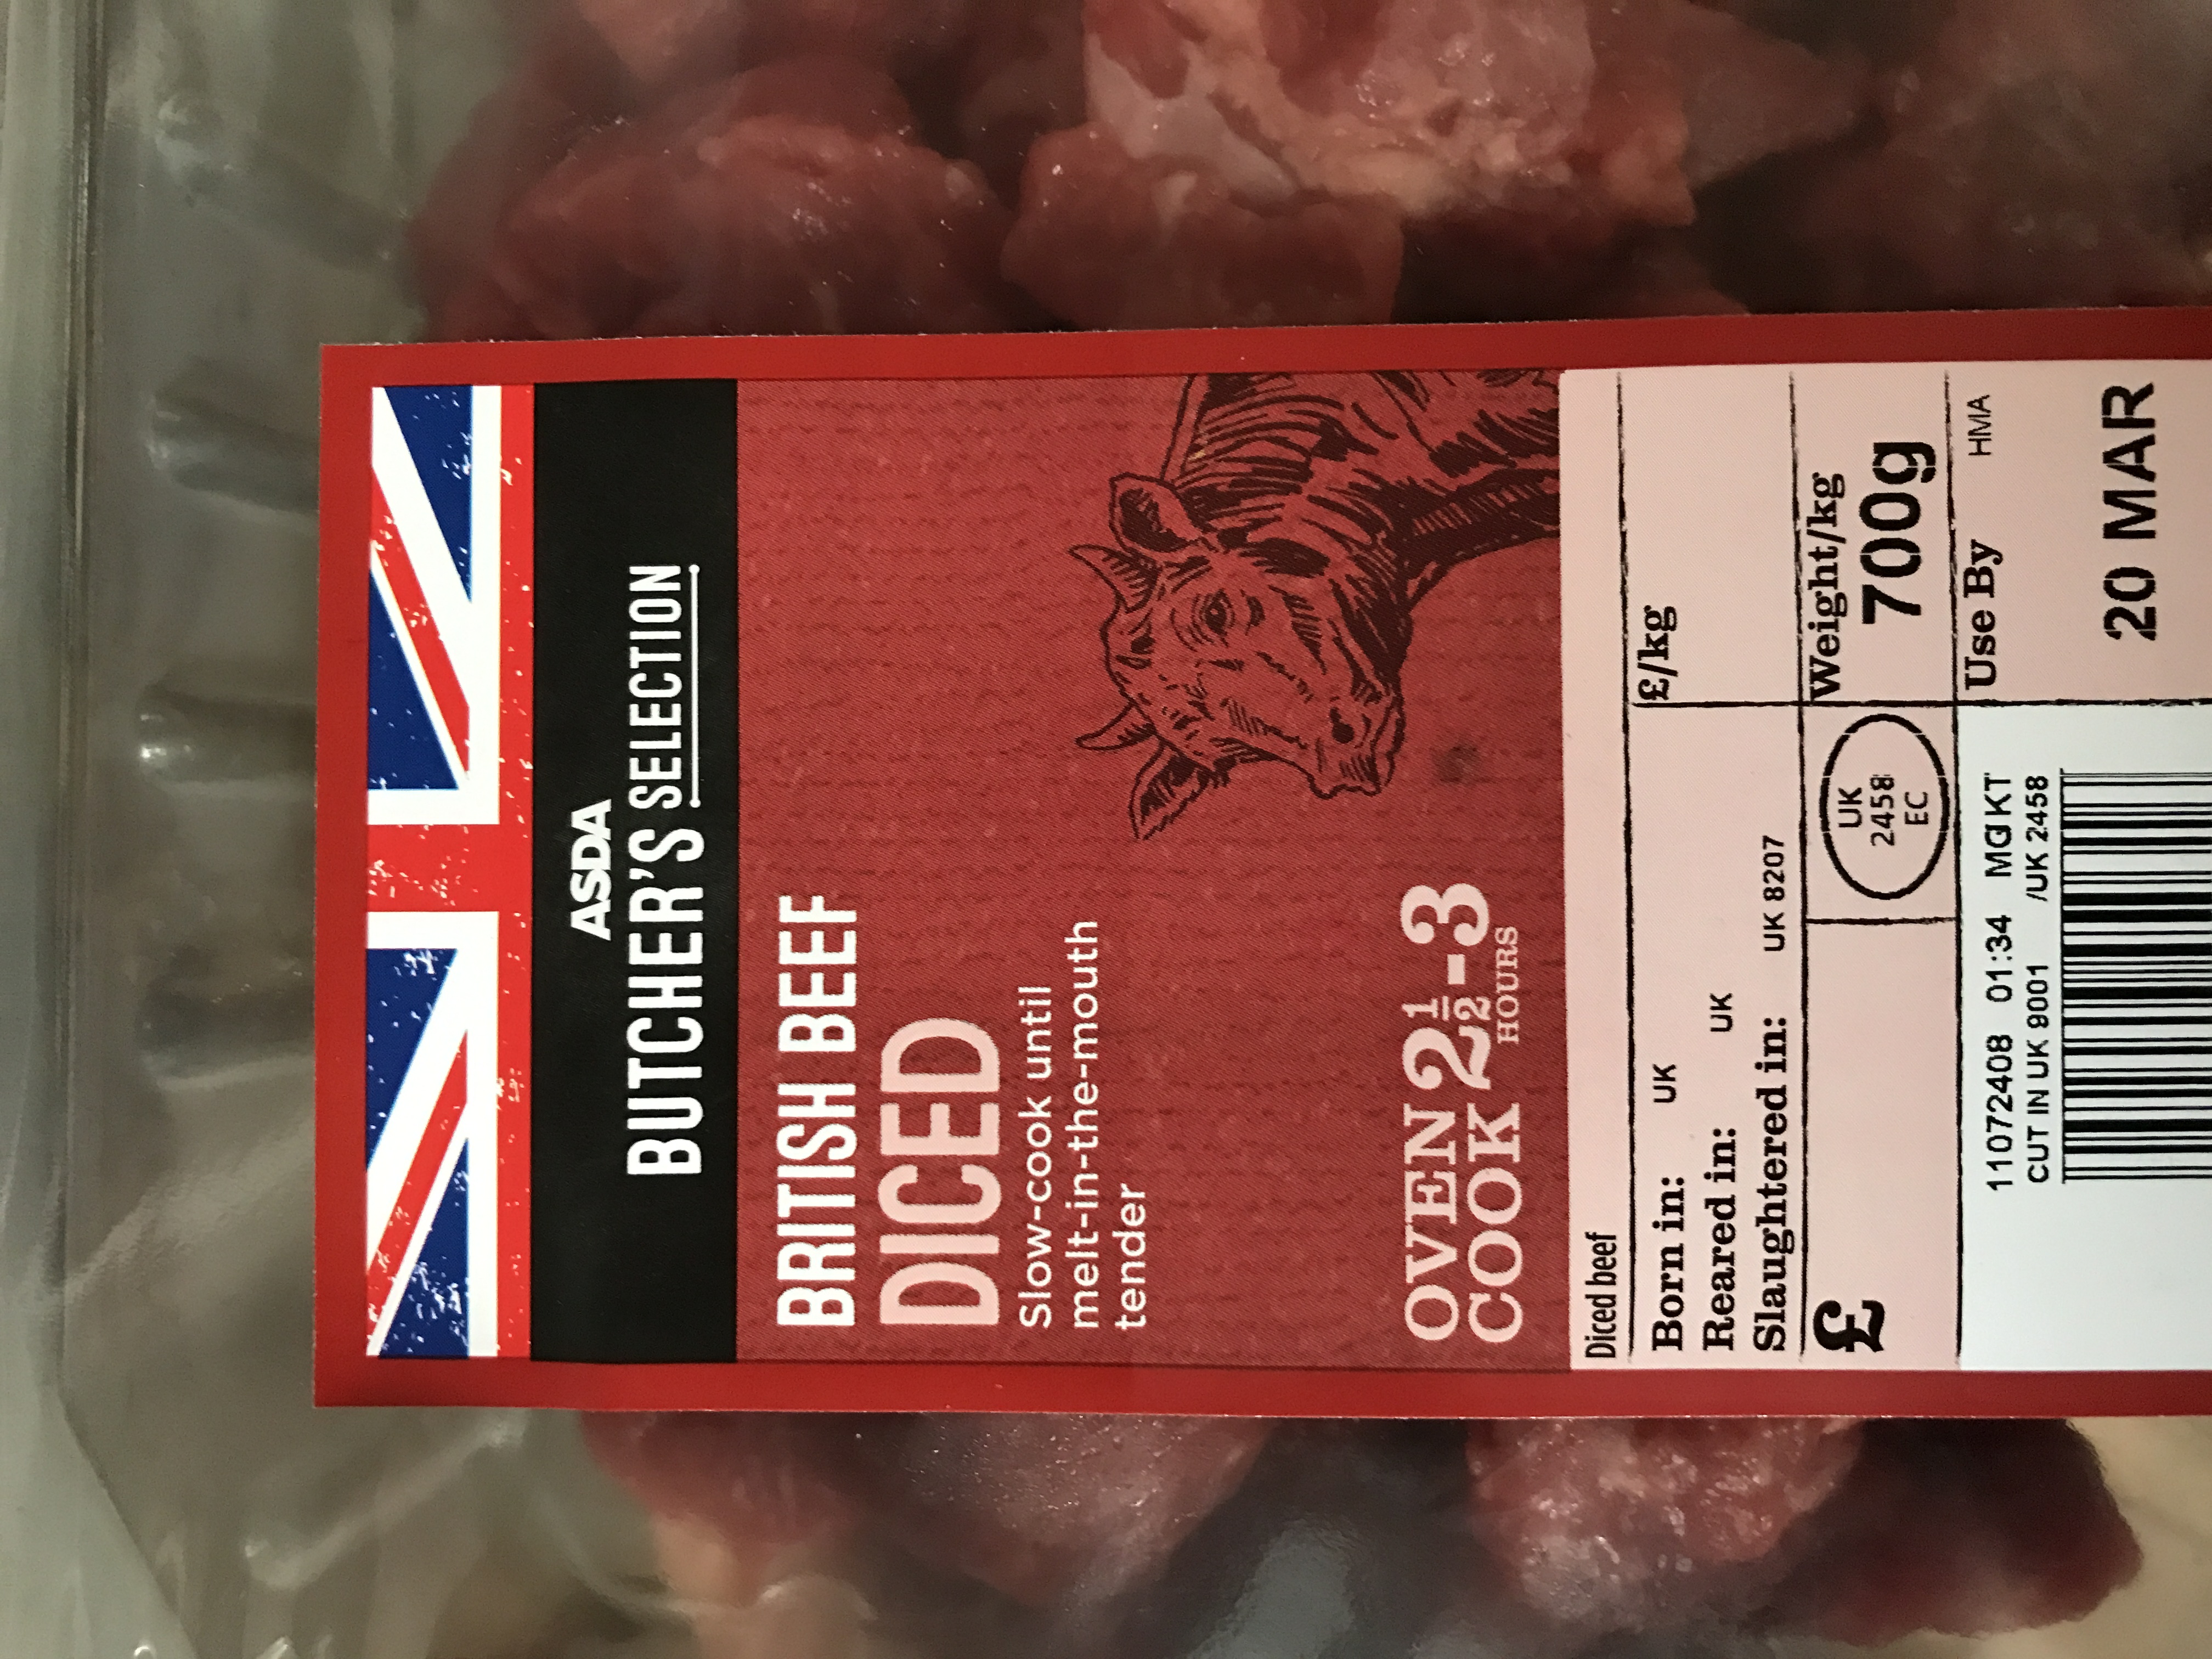 ASDA
BUTCHER'S SELECTION
BRITISH BEEF
DICED
Slow-cook until
melt-in-the-mouth
tender
OVEN COOK 2½-3 HOURS
Diced beef
Born in: UK
Reared in: UK
Slaughtered in: UK 8207
£/kg
£
UK
2458
EC
Weight/kg
700g
11072408 01:34 MGKT
CUT IN UK 9001 /UK 2458
Use By HMA
20 MAR